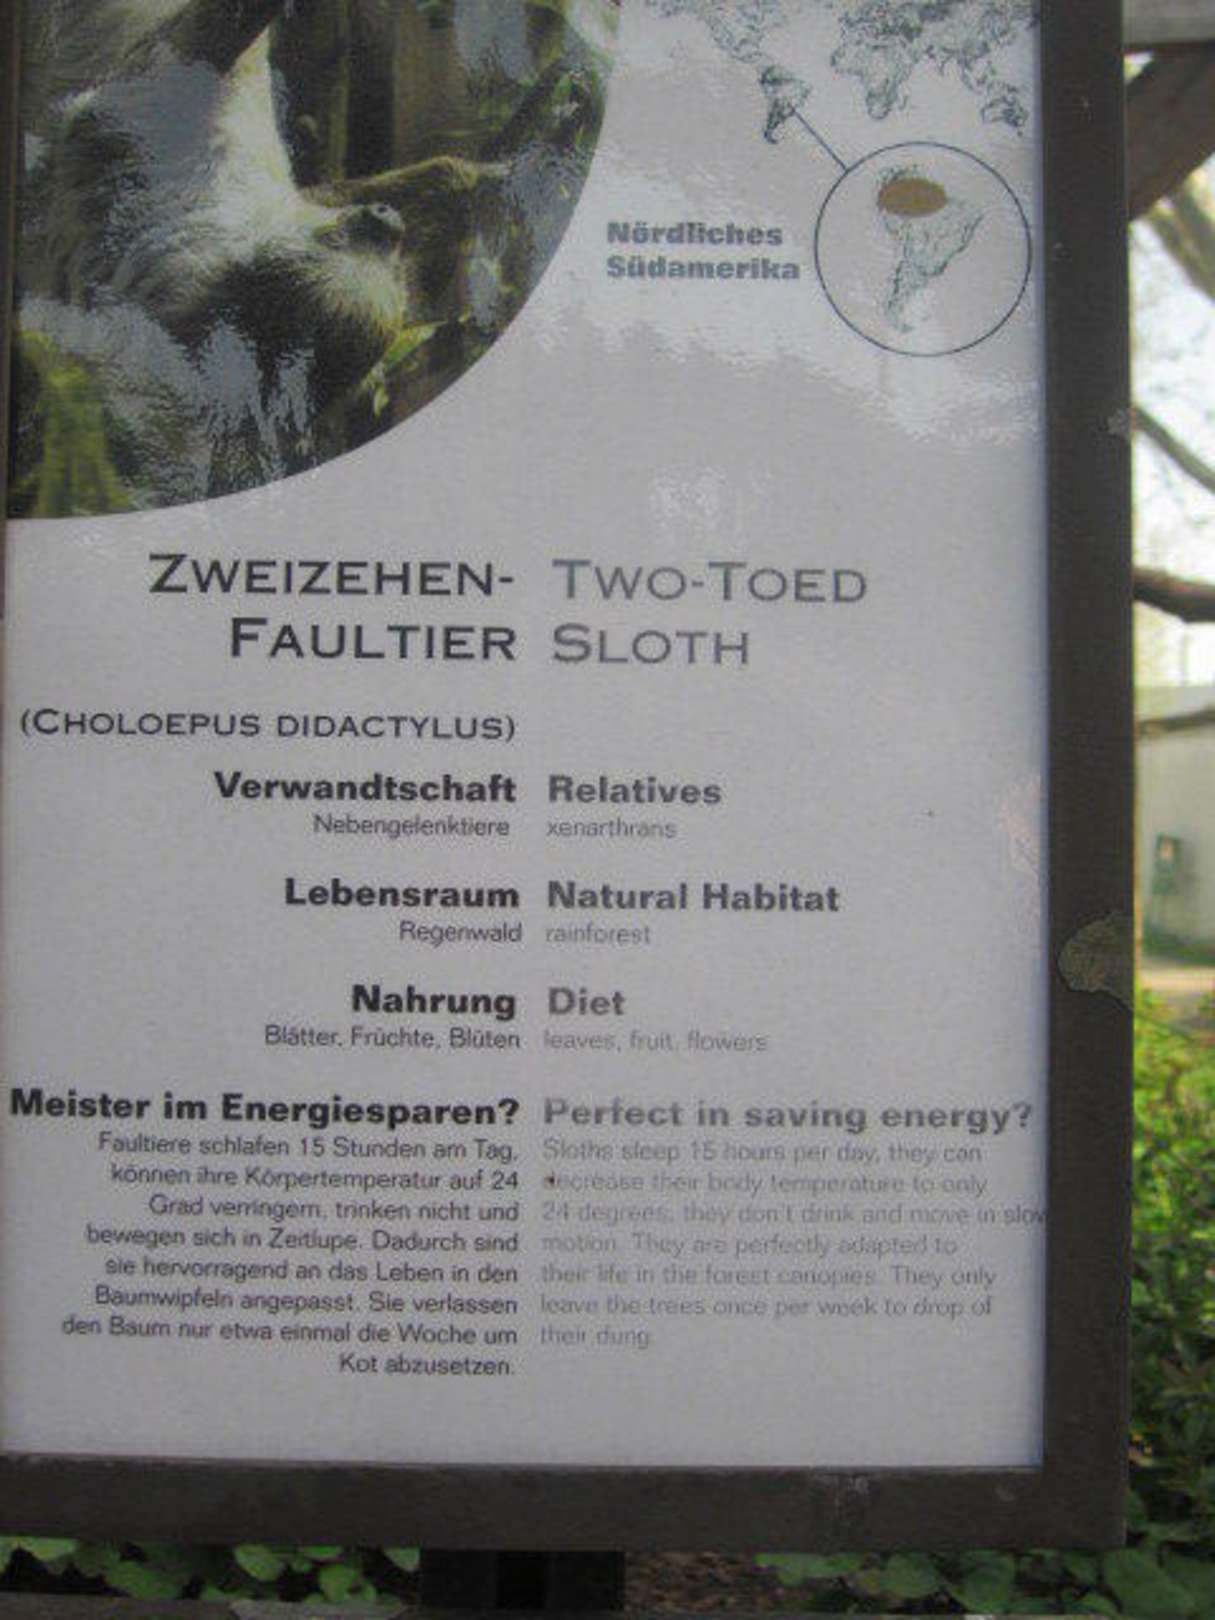 Nördliches
Südamerika
ZWEIZEHEN-
FAULTIER
(CHOLOEPUS DIDACTYLUS)
Verwandtschaft
Nebengelenktiere
Lebensraum
Regenwald
Nahrung
Blätter, Früchte, Blüten
Meister im Energiesparen?
Faultiere schlafen 15 Stunden am Tag,
können ihre Körpertemperatur auf 24
Grad verringern, trinken nicht und
bewegen sich in Zeitlupe. Dadurch sind
sie hervorragend an das Leben in den
Baumwipfeln angepasst. Sie verlassen
den Baum nur etwa einmal die Woche um
Kot abzusetzen.
TWO-TOED
SLOTH
Relatives
xenarthrans
Natural Habitat
rainforest
Diet
leaves, fruit, flowers
Perfect in saving energy?
Sloths sleep 15 hours per day, they can
decrease their body temperature to only
24 degrees, they don't drink and move in slow
motion. They are perfectly adapted to
their life in the forest canopies. They only
leave the trees once per week to drop of
their dung.